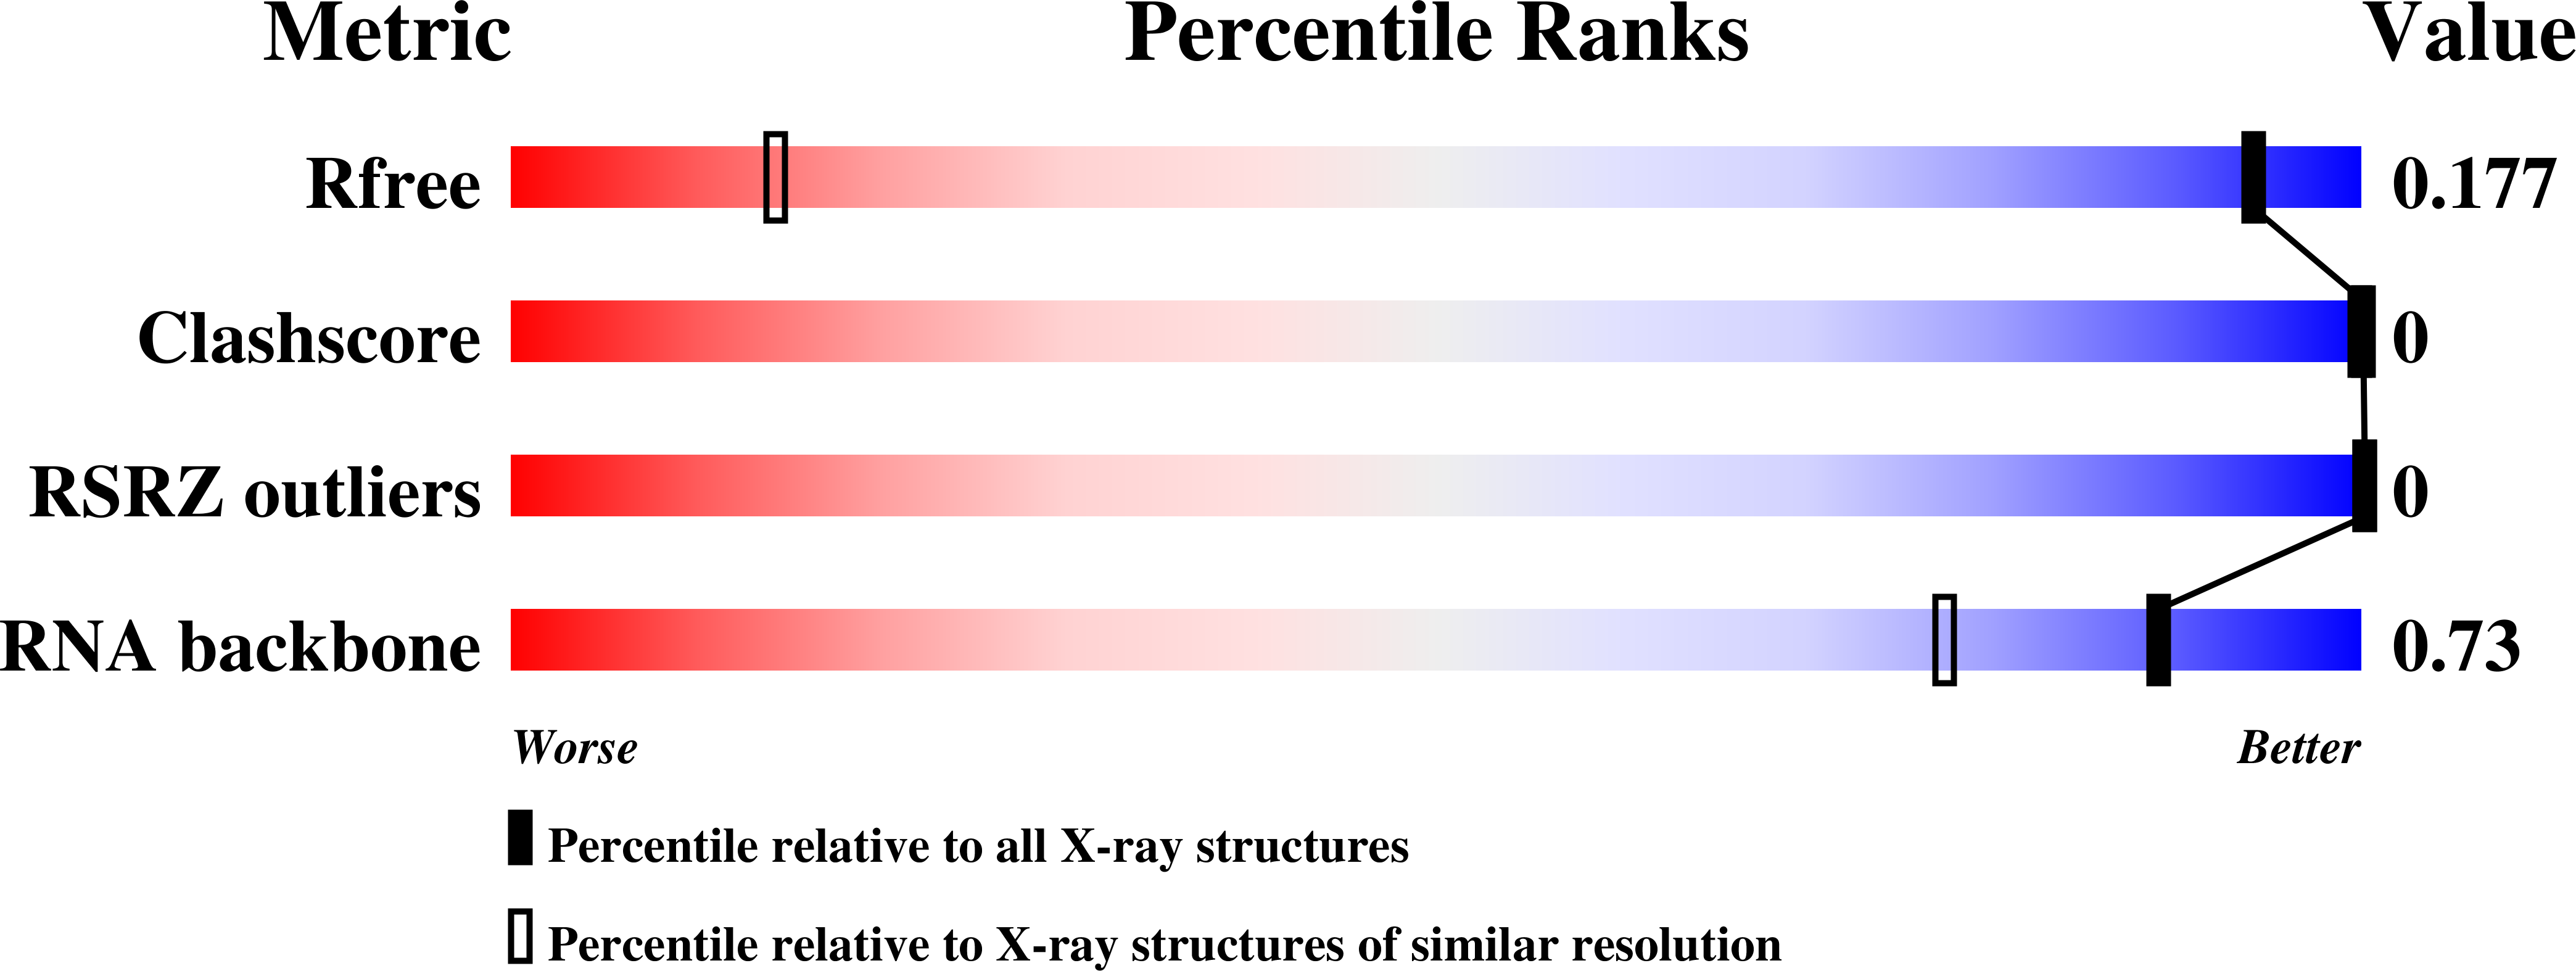 Metric Percentile Ranks Value
Rfree 0.177
Clashscore 0
RSRZ outliers 0
RNA backbone 0.73
Worse Better
Percentile relative to all X-ray structures
Percentile relative to X-ray structures of similar resolution